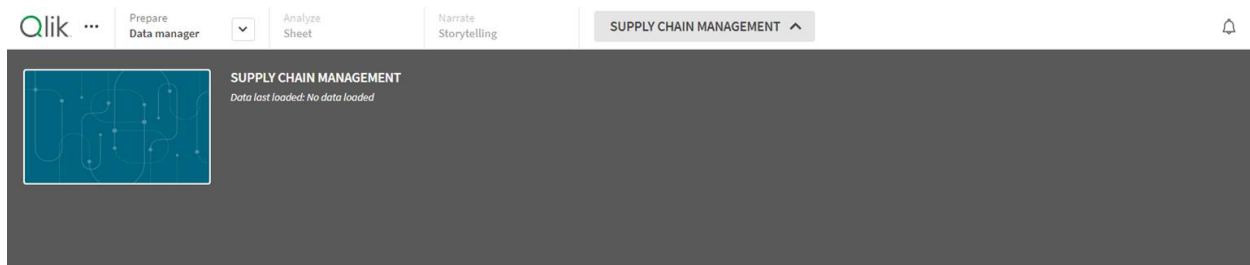 Qlik
Prepare
Data manager
Analyze
Sheet
Narrate
Storytelling
SUPPLY CHAIN MANAGEMENT
SUPPLY CHAIN MANAGEMENT
Data last loaded: No data loaded